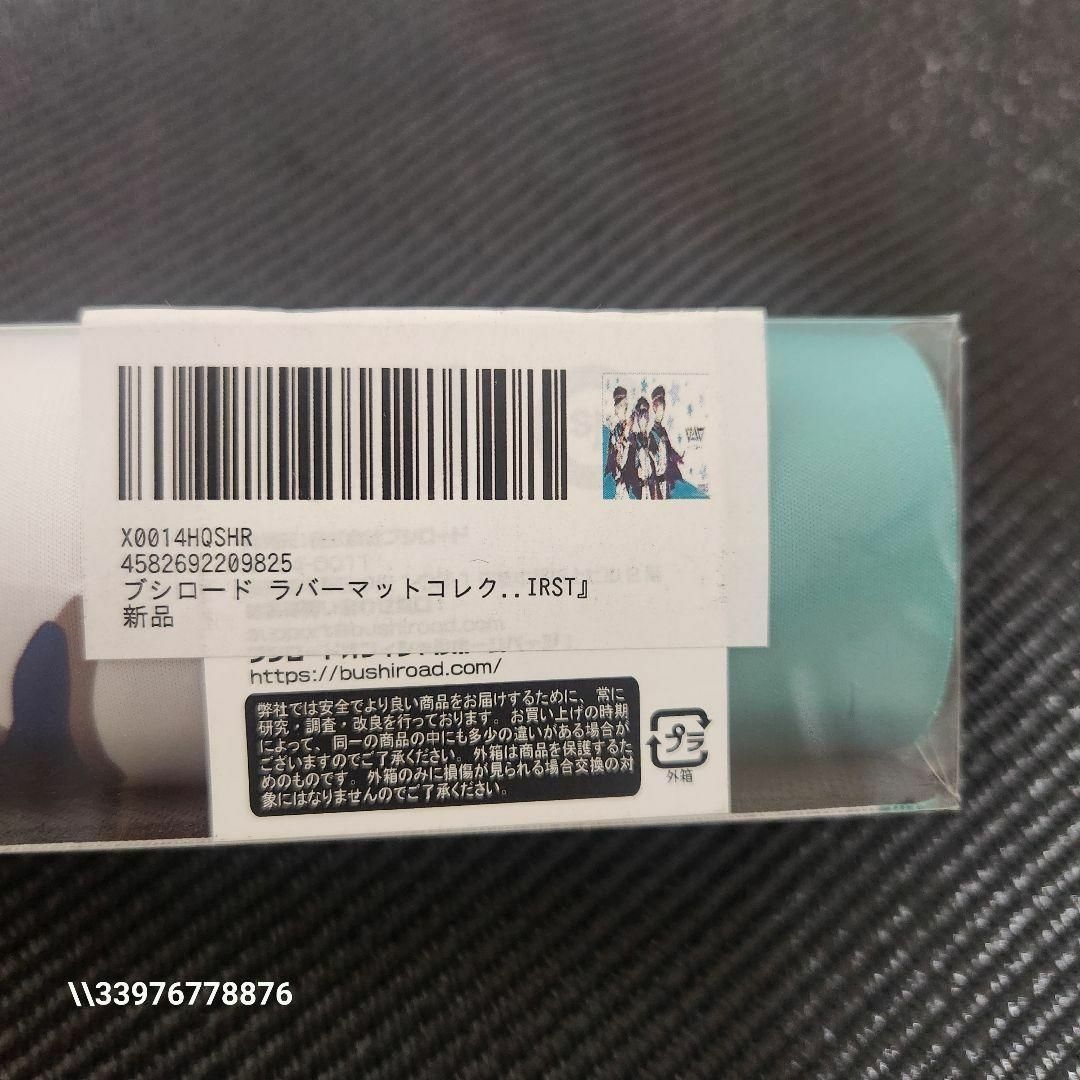 X0014HQSHR
4582692209825
ブシロード ラバーマットコレク..IRST』
新品
support@bushiroad.com
https://bushiroad.com/
弊社では安全でより良い商品をお届けするために、常に
研究・調査・改良を行っております。お買い上げの時期
によって、同一の商品の中にも多少の違いがある場合が
ございますのでご了承ください。外箱は商品を保護するた
めのものです。外箱のみに損傷が見られる場合交換の対
象にはなりませんのでご了承ください。
プラ
外箱
\\33976778876